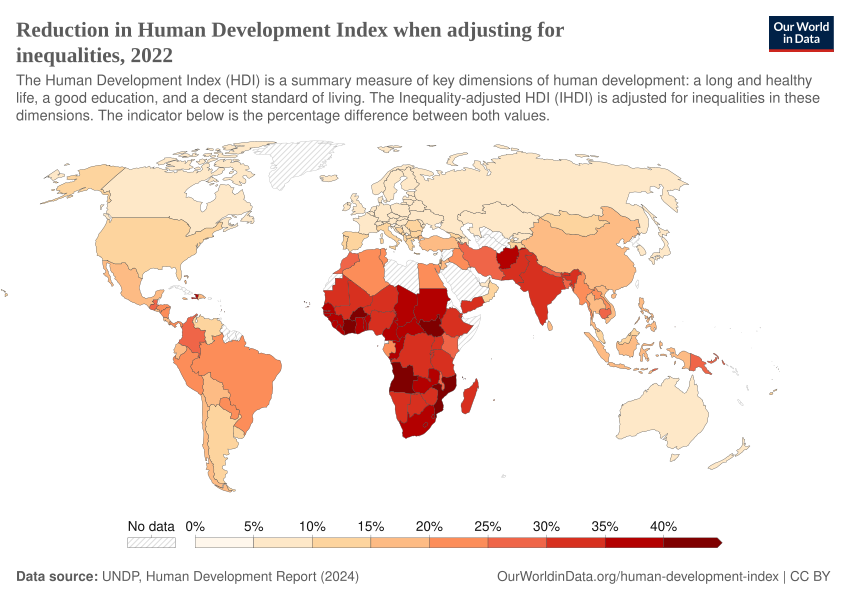 Reduction in Human Development Index when adjusting for
inequalities, 2022
Our World
in Data
The Human Development Index (HDI) is a summary measure of key dimensions of human development: a long and healthy
life, a good education, and a decent standard of living. The Inequality-adjusted HDI (IHDI) is adjusted for inequalities in these
dimensions. The indicator below is the percentage difference between both values.
No data 0% 5% 10% 15% 20% 25% 30% 35% 40%
Data source: UNDP, Human Development Report (2024)
OurWorldinData.org/human-development-index | CC BY